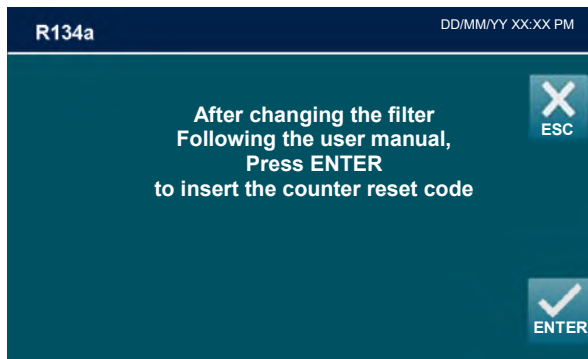 R134a
DD/MM/YY XX:XX PM
After changing the filter
Following the user manual,
Press ENTER
to insert the counter reset code
ESC
ENTER